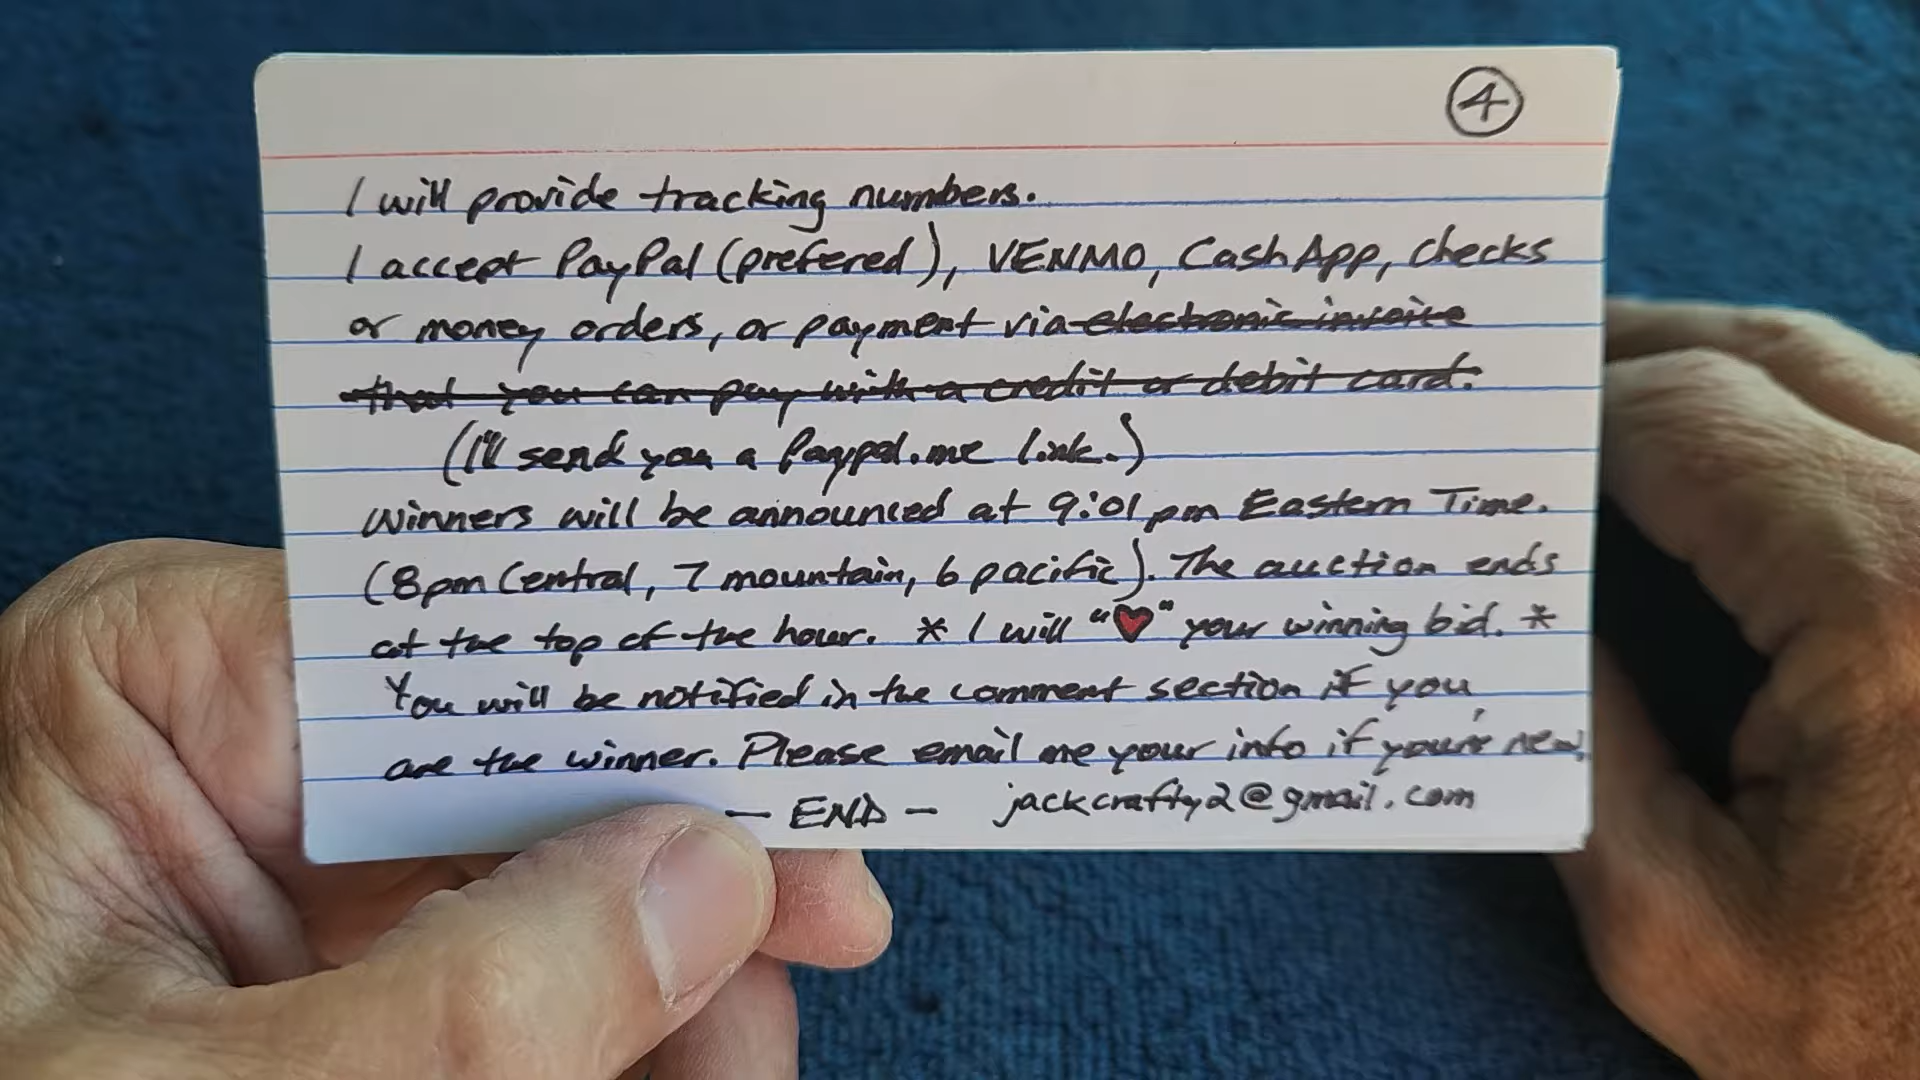 4
I will provide tracking numbers.
I accept PayPal (prefered), VENMO, Cash App, checks
or money orders, or payment via electronic invoice
that you can pay with a credit or debit card.
(I'll send you a Paypal.me link.)
Winners will be announced at 9:01 pm Eastern Time.
(8pm Central, 7 mountain, 6 pacific). The auction ends
at the top of the hour. * I will "❤" your winning bid. *
You will be notified in the comment section if you
are the winner. Please email me your info if you're new.
- END - jackcrafty2@gmail.com